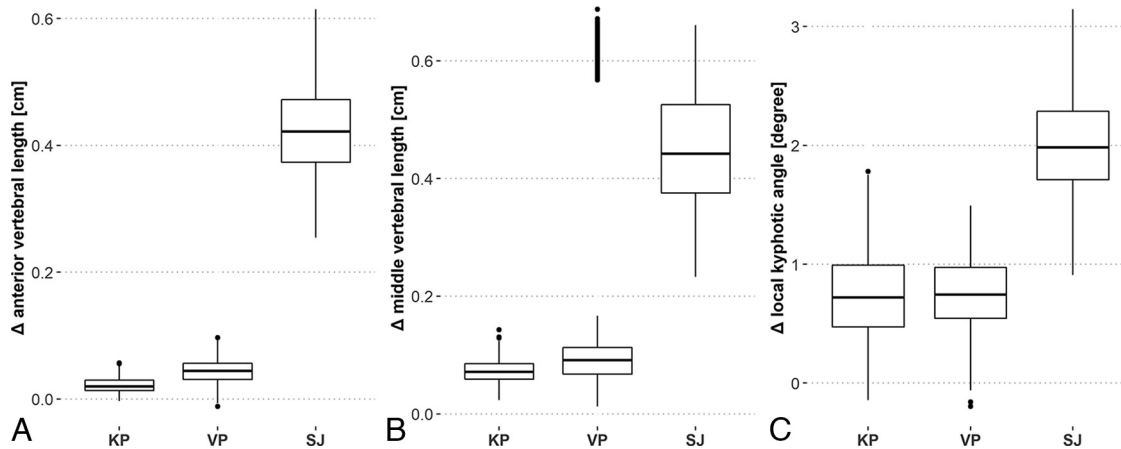 Δ anterior vertebral length [cm]
0.6
0.4
0.2
0.0
KP VP SJ
A
Δ middle vertebral length [cm]
0.6
0.4
0.2
0.0
KP VP SJ
B
Δ local kyphotic angle [degree]
3
2
1
0
KP VP SJ
C